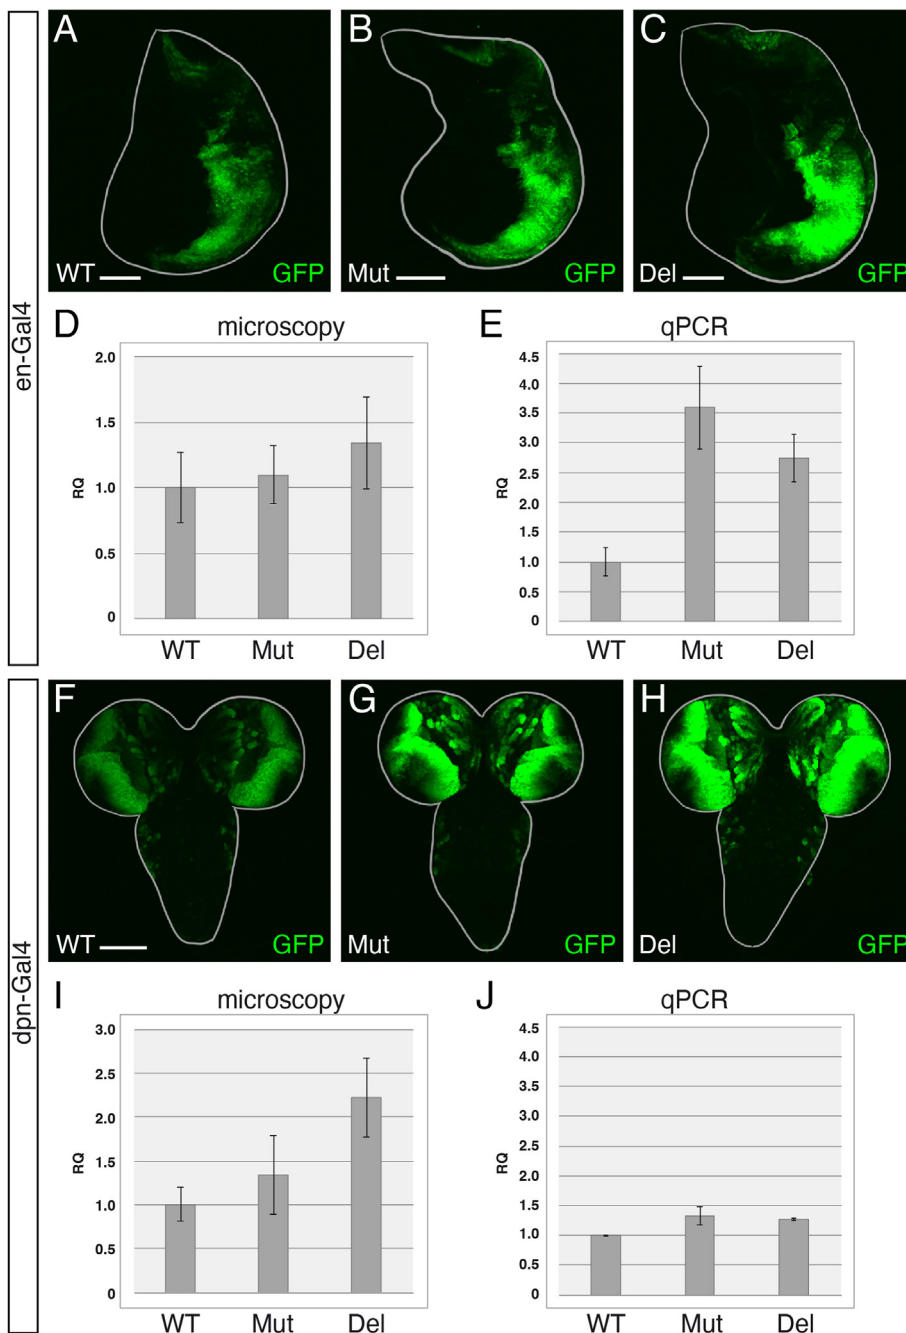 en-Gal4
A
WT
GFP
B
Mut
GFP
C
Del
GFP
D
microscopy
2.0
1.5
1.0
0.5
0
RQ
WT Mut Del
E
qPCR
4.5
4.0
3.5
3.0
2.5
2.0
1.5
1.0
0.5
0
RQ
WT Mut Del
dpn-Gal4
F
WT
GFP
G
Mut
GFP
H
Del
GFP
I
microscopy
3.0
2.5
2.0
1.5
1.0
0.5
0
RQ
WT Mut Del
J
qPCR
4.5
4.0
3.5
3.0
2.5
2.0
1.5
1.0
0.5
0
RQ
WT Mut Del